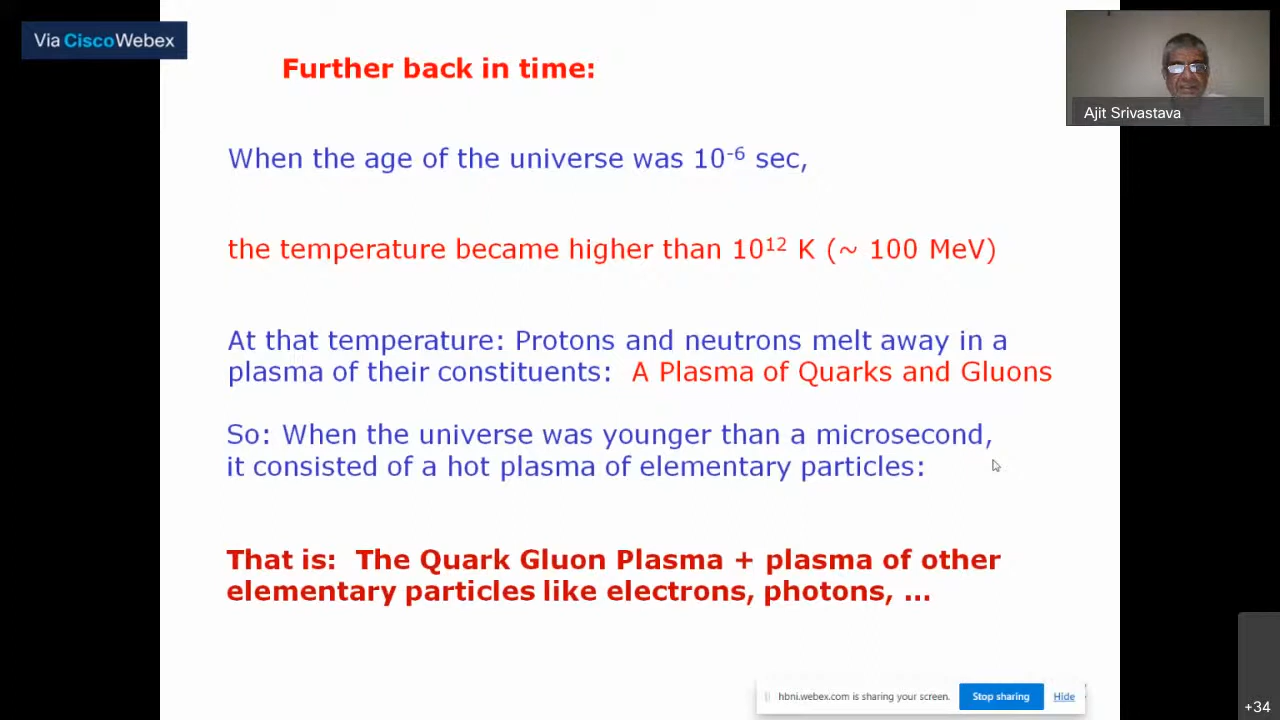 Via Cisco Webex
Further back in time:
Ajit Srivastava
When the age of the universe was 10⁻⁶ sec,
the temperature became higher than 10¹² K (~ 100 MeV)
At that temperature: Protons and neutrons melt away in a
plasma of their constituents: A Plasma of Quarks and Gluons
So: When the universe was younger than a microsecond,
it consisted of a hot plasma of elementary particles:
That is: The Quark Gluon Plasma + plasma of other
elementary particles like electrons, photons, ...
hbni.webex.com is sharing your screen. Stop sharing Hide
+34